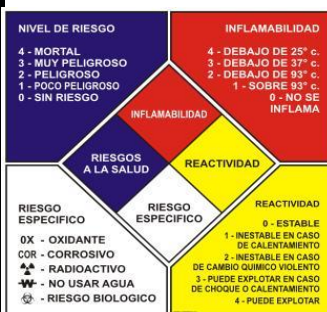 NIVEL DE RIESGO
4 - MORTAL
3 - MUY PELIGROSO
2 - PELIGROSO
1 - POCO PELIGROSO
0 - SIN RIESGO
INFLAMABILIDAD
4 - DEBAJO DE 25° c.
3 - DEBAJO DE 37° c.
2 - DEBAJO DE 93° c.
1 - SOBRE 93° c.
0 - NO SE
INFLAMA
INFLAMABILIDAD
RIESGOS
A LA SALUD
REACTIVIDAD
RIESGO
ESPECIFICO
RIESGO
ESPECIFICO
0X - OXIDANTE
COR - CORROSIVO
- RADIOACTIVO
W - NO USAR AGUA
- RIESGO BIOLOGICO
REACTIVIDAD
0 - ESTABLE
1 - INESTABLE EN CASO
DE CALENTAMIENTO
2 - INESTABLE EN CASO
DE CAMBIO QUIMICO VIOLENTO
3 - PUEDE EXPLOTAR EN CASO
DE CHOQUE O CALENTAMIENTO
4 - PUEDE EXPLOTAR